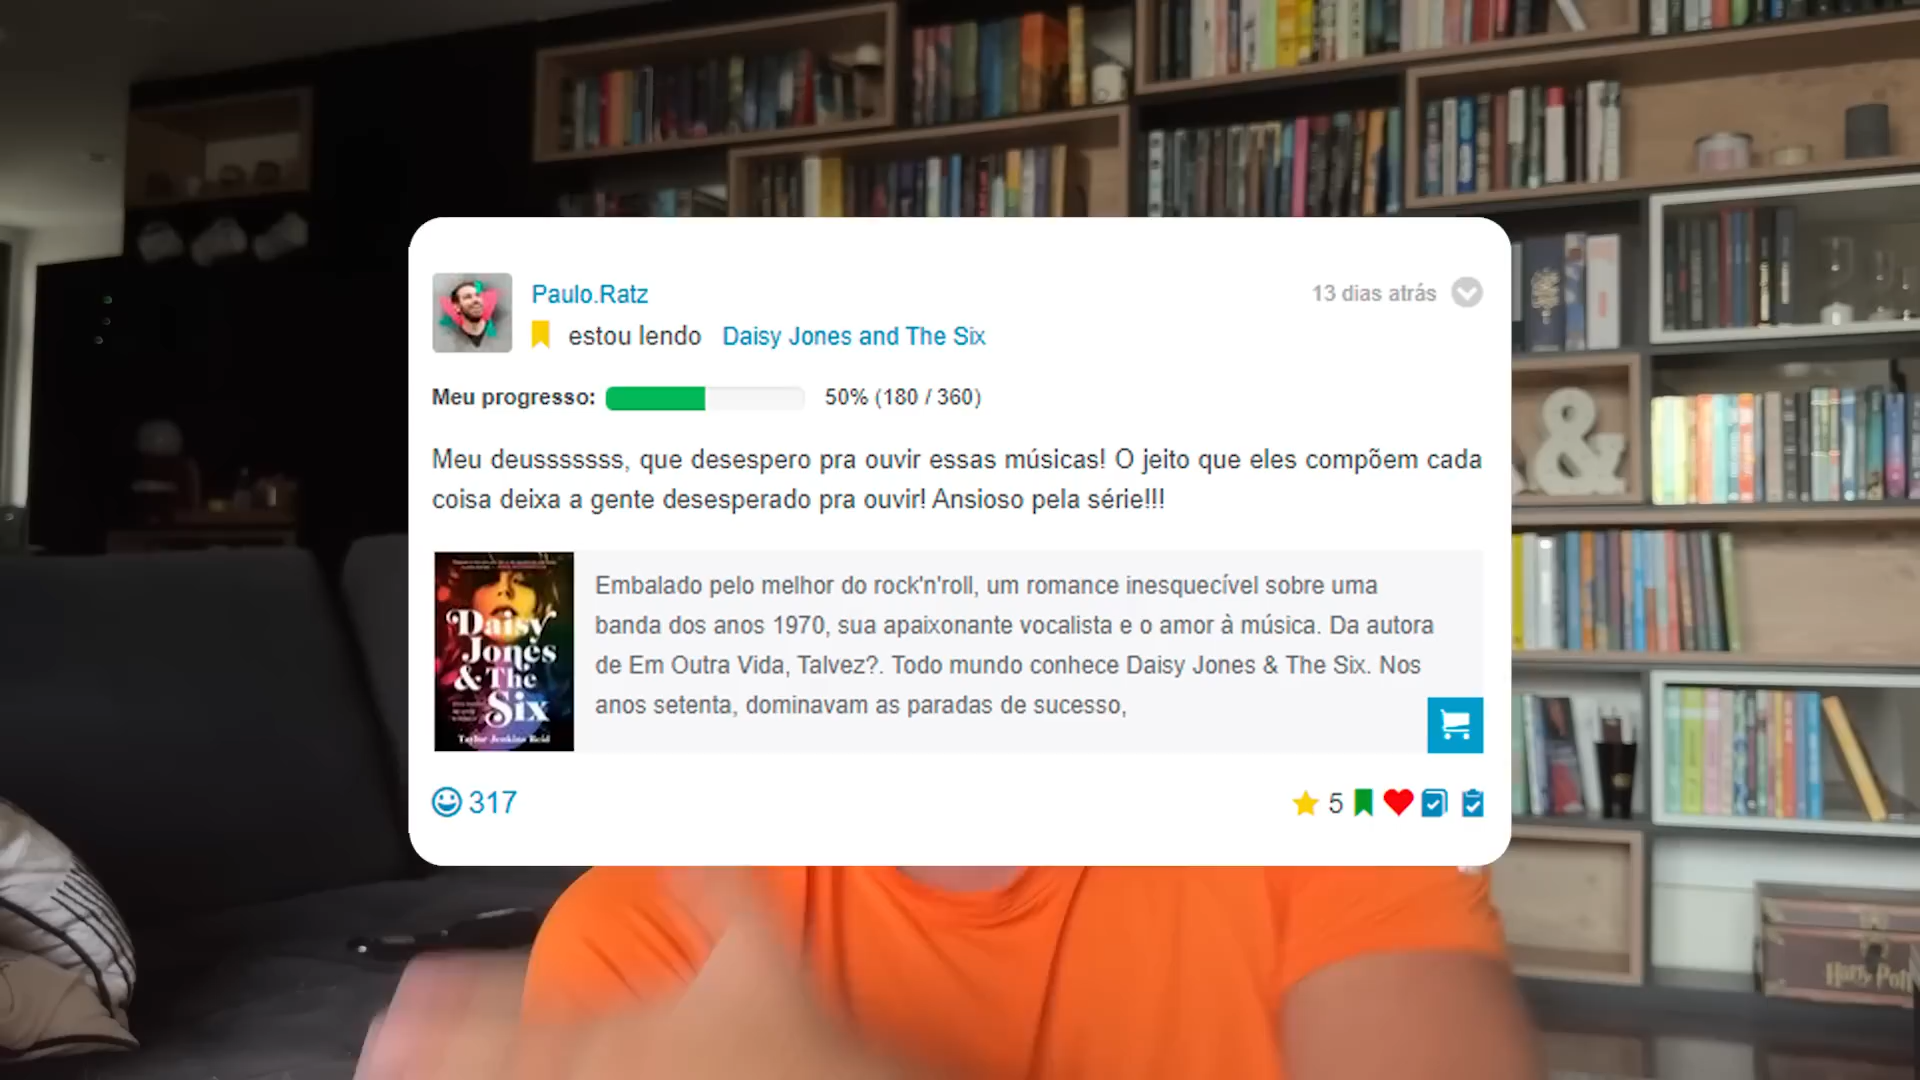 Paulo.Ratz
13 dias atrás
estou lendo Daisy Jones and The Six
Meu progresso: 50% (180 / 360)
Meu deusssssss, que desespero pra ouvir essas músicas! O jeito que eles compõem cada
coisa deixa a gente desesperado pra ouvir! Ansioso pela série!!!
Daisy
Jones
& The
Six
Taylor Jenkins Reid
Embalado pelo melhor do rock'n'roll, um romance inesquecível sobre uma
banda dos anos 1970, sua apaixonante vocalista e o amor à música. Da autora
de Em Outra Vida, Talvez?. Todo mundo conhece Daisy Jones & The Six. Nos
anos setenta, dominavam as paradas de sucesso,
317
5
&
Harry Pott